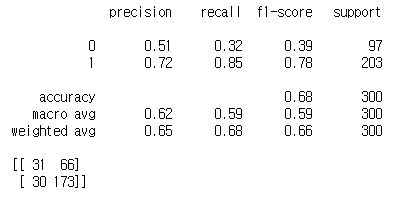 precision recall f1-score support
0 0.51 0.32 0.39 97
1 0.72 0.85 0.78 203
accuracy 0.68 300
macro avg 0.62 0.59 0.59 300
weighted avg 0.65 0.68 0.66 300
[[ 31 66]
[ 30 173]]